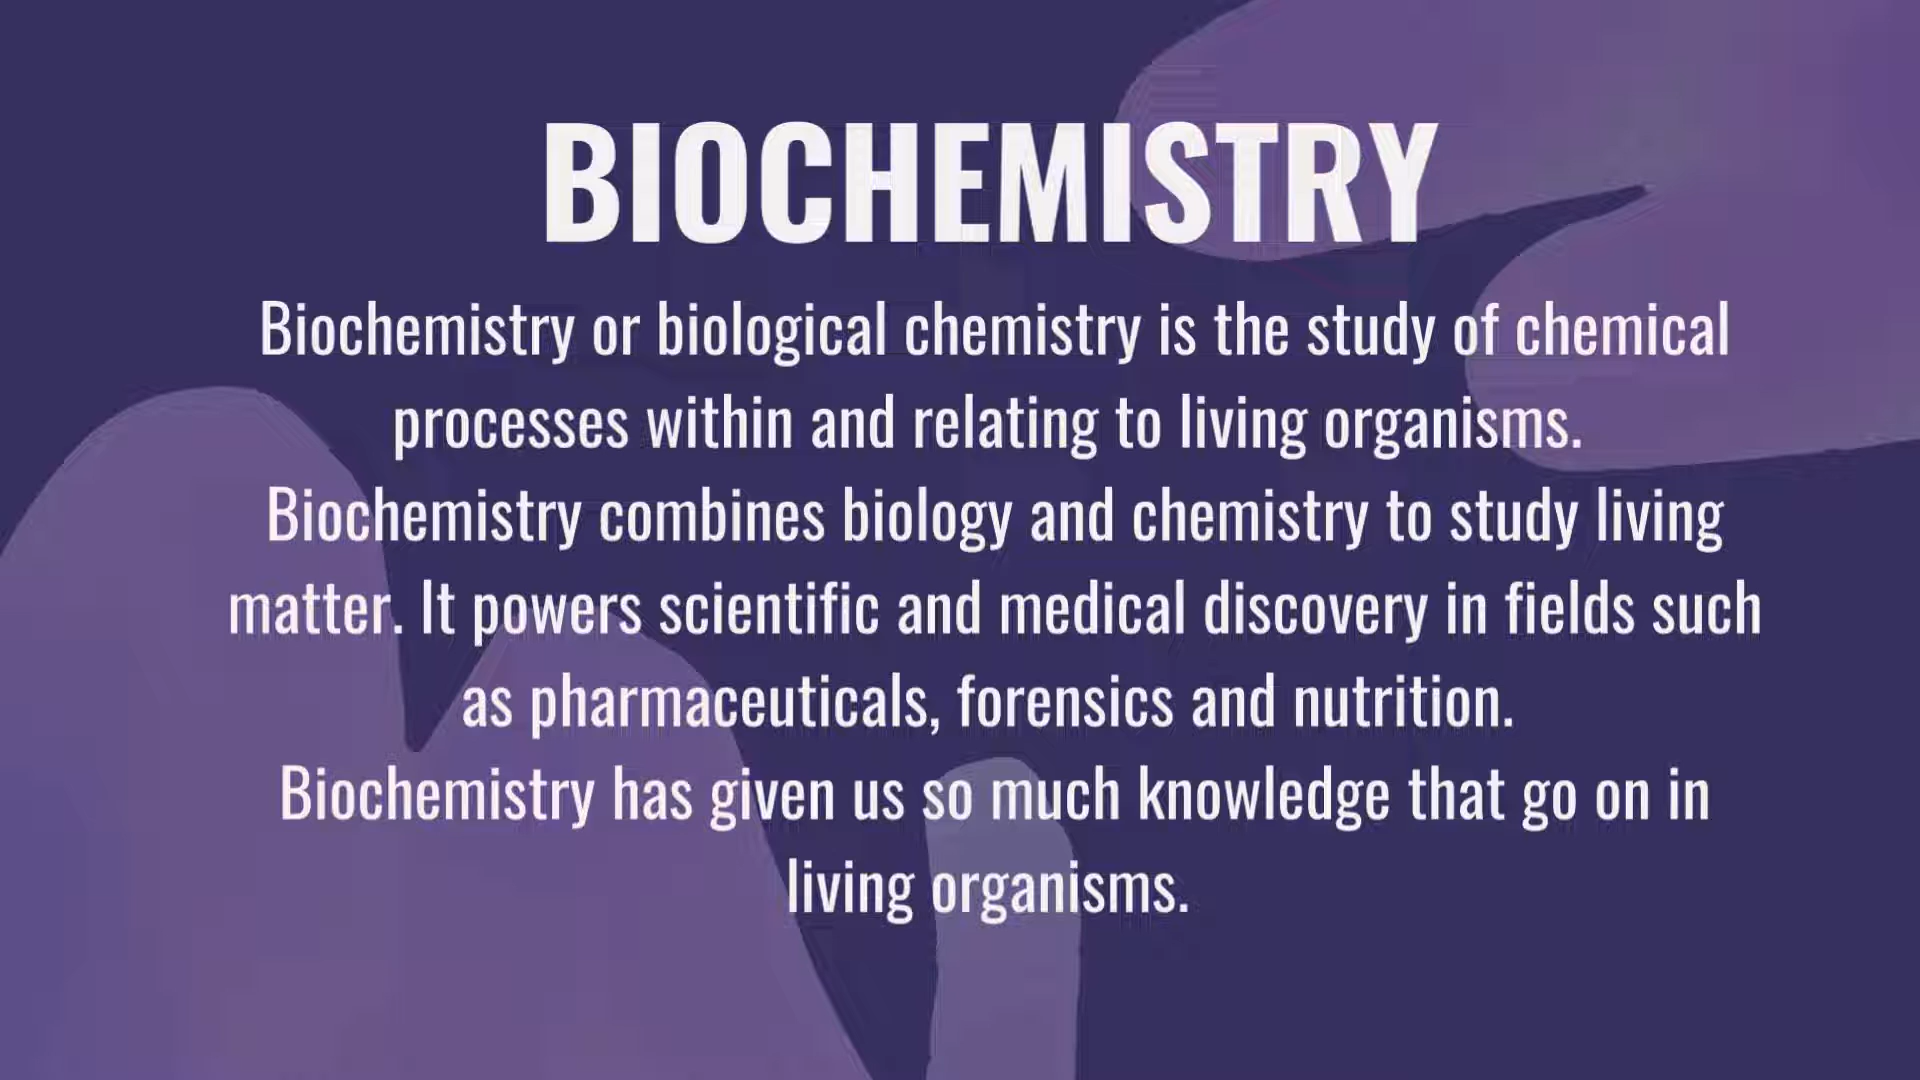 BIOCHEMISTRY
Biochemistry or biological chemistry is the study of chemical
processes within and relating to living organisms.
Biochemistry combines biology and chemistry to study living
matter. It powers scientific and medical discovery in fields such
as pharmaceuticals, forensics and nutrition.
Biochemistry has given us so much knowledge that go on in
living organisms.